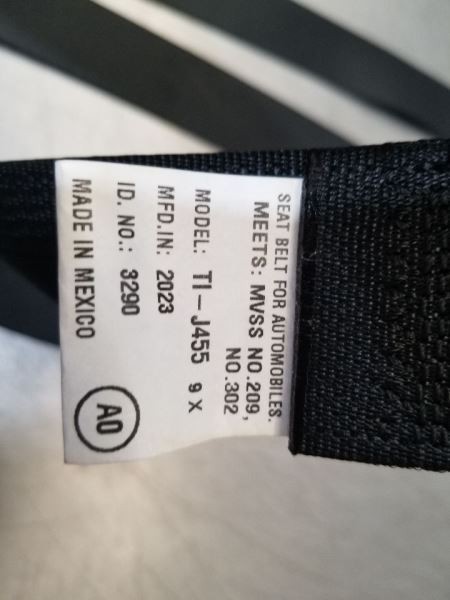 SEAT BELT FOR AUTOMOBILES.
MEETS: MVSS NO.209,
NO.302
MODEL: TI-J455 9 X
MFD.IN: 2023
ID. NO.: 3290
MADE IN MEXICO
AO